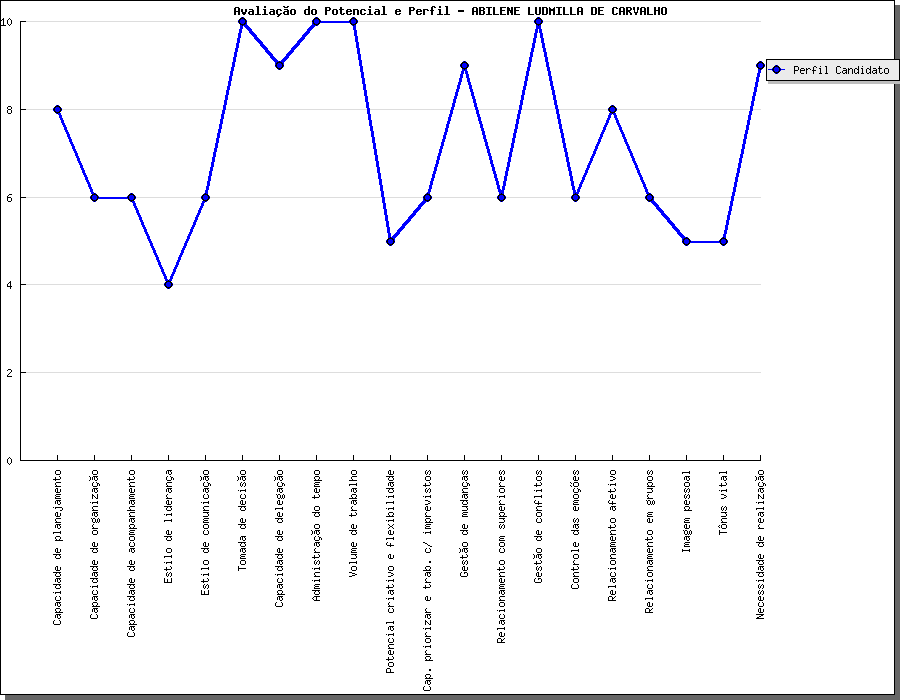 Avaliação do Potencial e Perfil - ABILENE LUDMILLA DE CARVALHO
Perfil Candidato
10
8
6
4
2
0
Capacidade de planejamento
Capacidade de organização
Capacidade de acompanhamento
Estilo de liderança
Estilo de comunicação
Tomada de decisão
Capacidade de delegação
Administração do tempo
Volume de trabalho
Potencial criativo e flexibilidade
Cap. priorizar e trab. c/ imprevistos
Gestão de mudanças
Relacionamento com superiores
Gestão de conflitos
Controle das emoções
Relacionamento afetivo
Relacionamento em grupos
Imagem pessoal
Tônus vital
Necessidade de realização